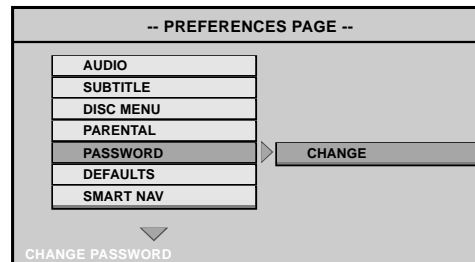 -- PREFERENCES PAGE --
AUDIO
SUBTITLE
DISC MENU
PARENTAL
PASSWORD CHANGE
DEFAULTS
SMART NAV
CHANGE PASSWORD